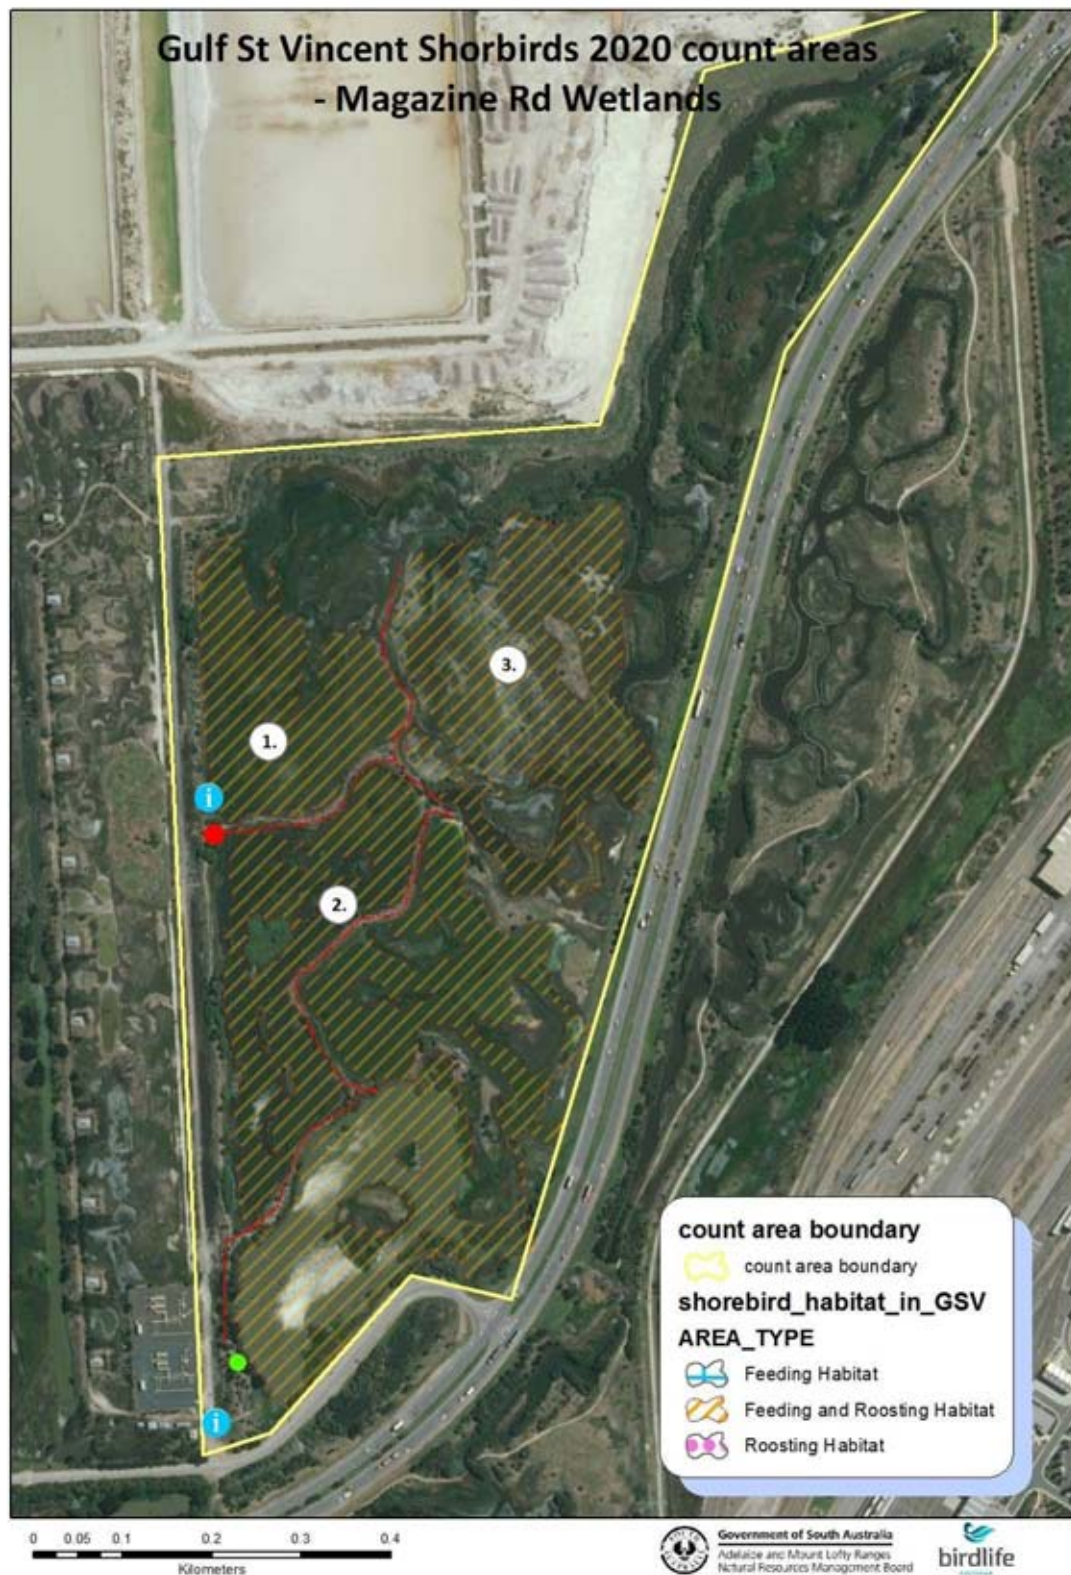 Gulf St Vincent Shorbirds 2020 count areas
- Magazine Rd Wetlands
3.
1.
i
2.
i
count area boundary
count area boundary
shorebird_habitat_in_GSV
AREA_TYPE
Feeding Habitat
Feeding and Roosting Habitat
Roosting Habitat
0 0.05 0.1 0.2 0.3 0.4
Kilometers
Government of South Australia
Adelaide and Mount Lofty Ranges
Natural Resources Management Board
birdlife